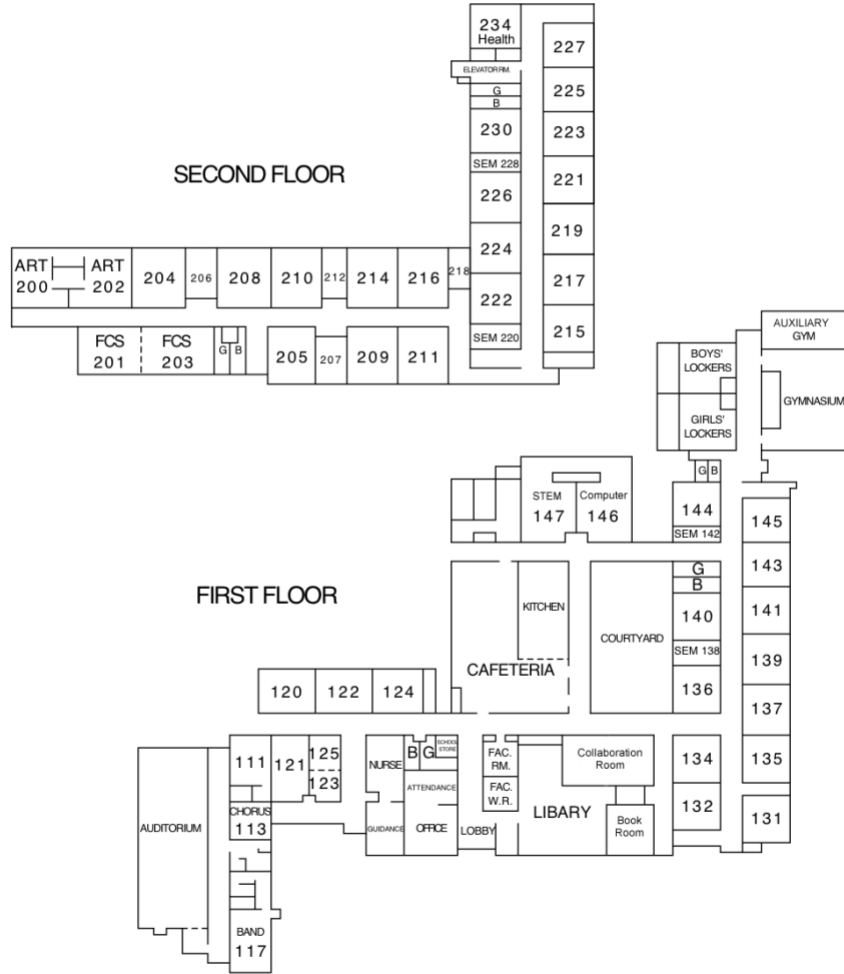 234
Health
227
ELEVATOR RM.
G
B
225
230
223
SEM 228
226
221
SECOND FLOOR
224
219
ART
200
ART
202
204
206
208
210
212
214
216
218
222
217
SEM 220
215
FCS
201
FCS
203
G
B
205
207
209
211
AUXILIARY
GYM
BOYS'
LOCKERS
GYMNASIUM
GIRLS'
LOCKERS
G
B
STEM
147
Computer
146
144
SEM 142
145
G
B
143
FIRST FLOOR
KITCHEN
COURTYARD
140
141
SEM 138
139
CAFETERIA
136
120
122
124
137
111
121
125
123
NURSE
B
G
SCHOOL
STORE
FAC.
RM.
Collaboration
Room
134
135
ATTENDANCE
FAC.
W.R.
CHORUS
113
AUDITORIUM
GUIDANCE
OFFICE
LOBBY
LIBARY
Book
Room
132
131
BAND
117